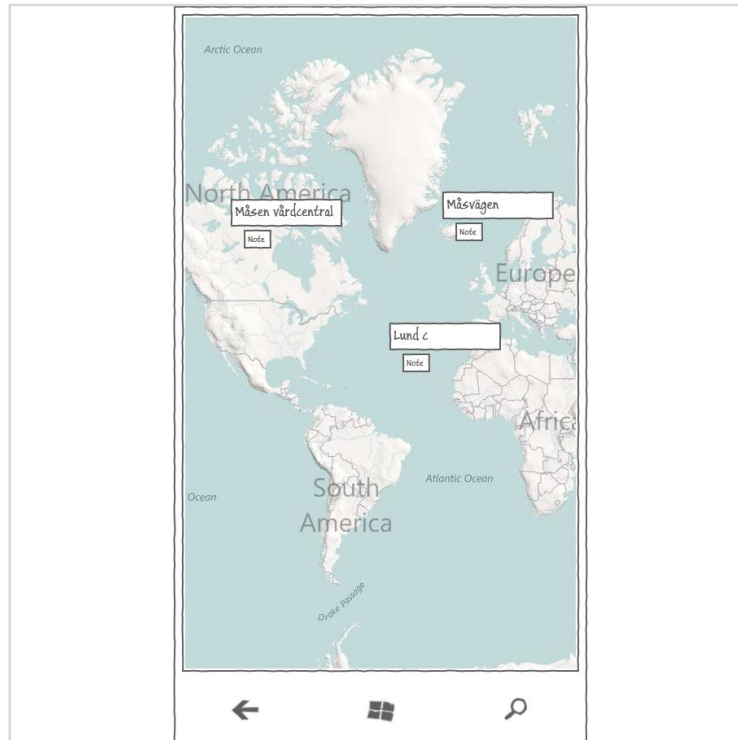 Arctic Ocean
North America
Måsen vårdcentral
Note
Måsvägen
Note
Europe
Lund c
Note
Africa
Atlantic Ocean
South
America
Ocean
Drake Passage